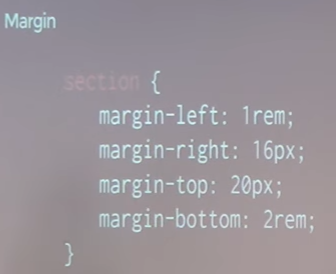 Margin
section {
margin-left: 1rem;
margin-right: 16px;
margin-top: 20px;
margin-bottom: 2rem;
}